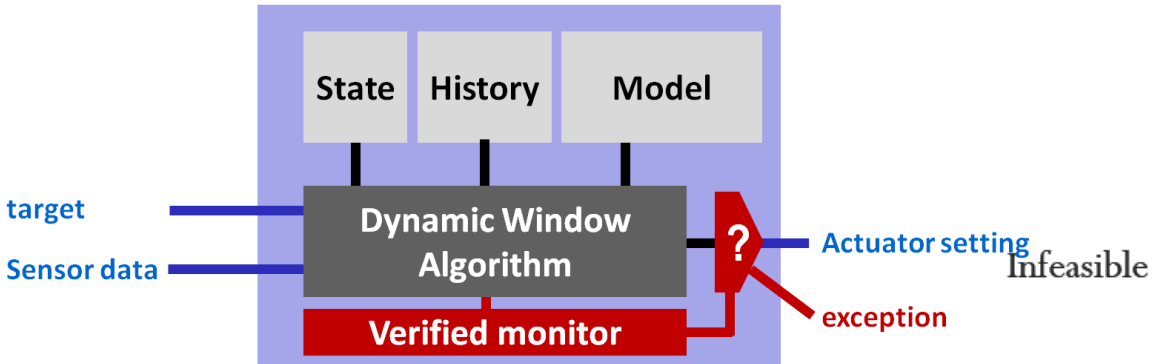 State History Model
target
Dynamic Window
Algorithm
?
Actuator setting
Sensor data
Infeasible
Verified monitor
exception